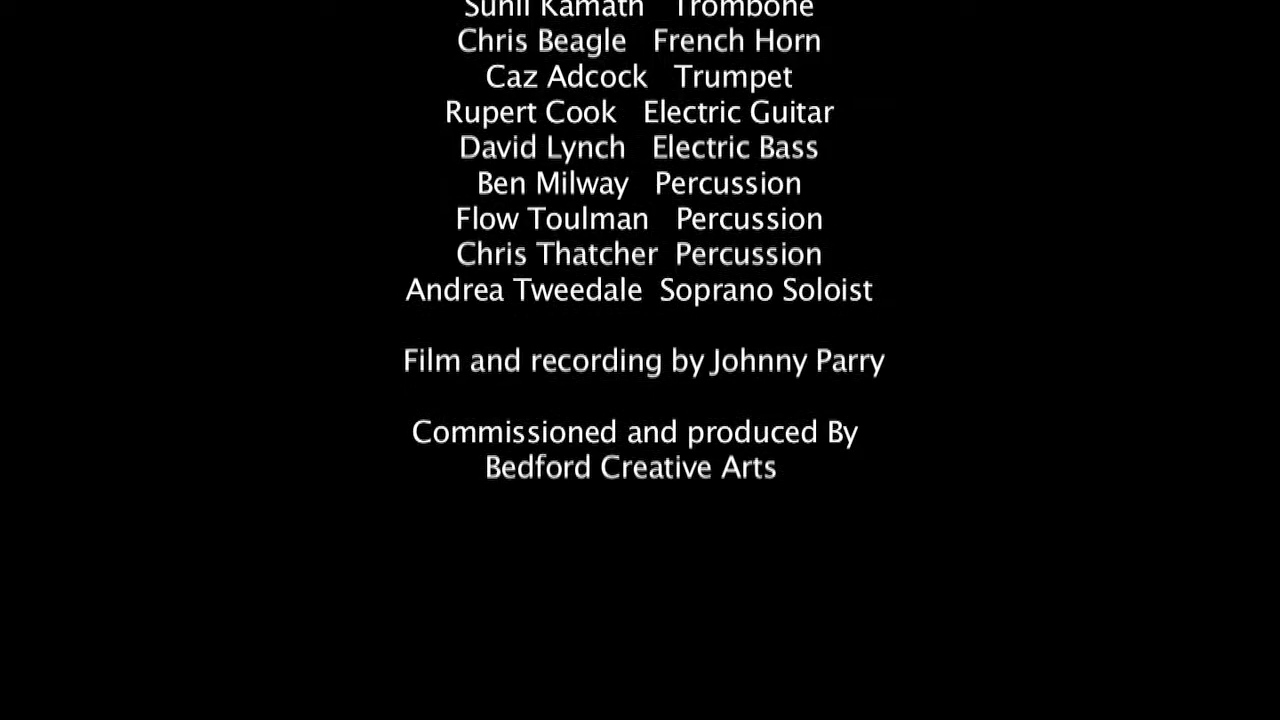 Sunil Kamath Trombone
Chris Beagle French Horn
Caz Adcock Trumpet
Rupert Cook Electric Guitar
David Lynch Electric Bass
Ben Milway Percussion
Flow Toulman Percussion
Chris Thatcher Percussion
Andrea Tweedale Soprano Soloist
Film and recording by Johnny Parry
Commissioned and produced By
Bedford Creative Arts